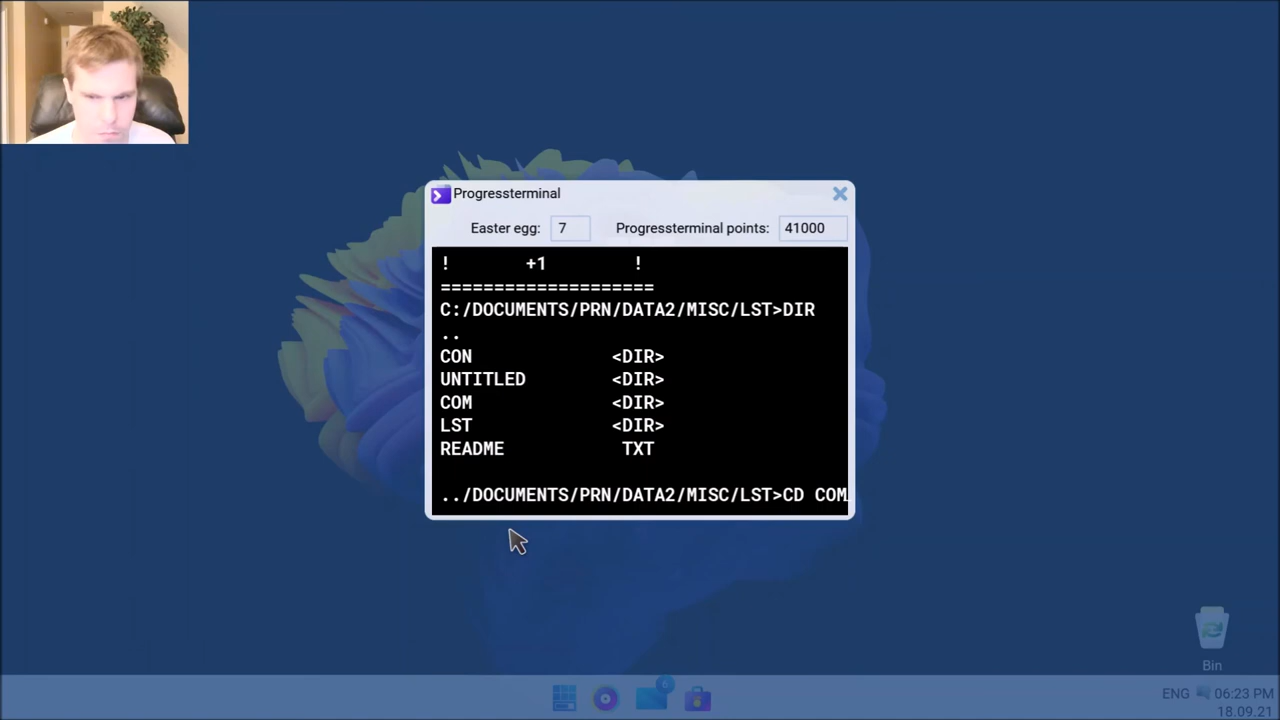 Progressterminal
Easter egg: 7 Progressterminal points: 41000
! +1 !
====================
C:/DOCUMENTS/PRN/DATA2/MISC/LST>DIR
..
CON <DIR>
UNTITLED <DIR>
COM <DIR>
LST <DIR>
README TXT
../DOCUMENTS/PRN/DATA2/MISC/LST>CD COM
6
Bin
ENG 06:23 PM
18.09.21